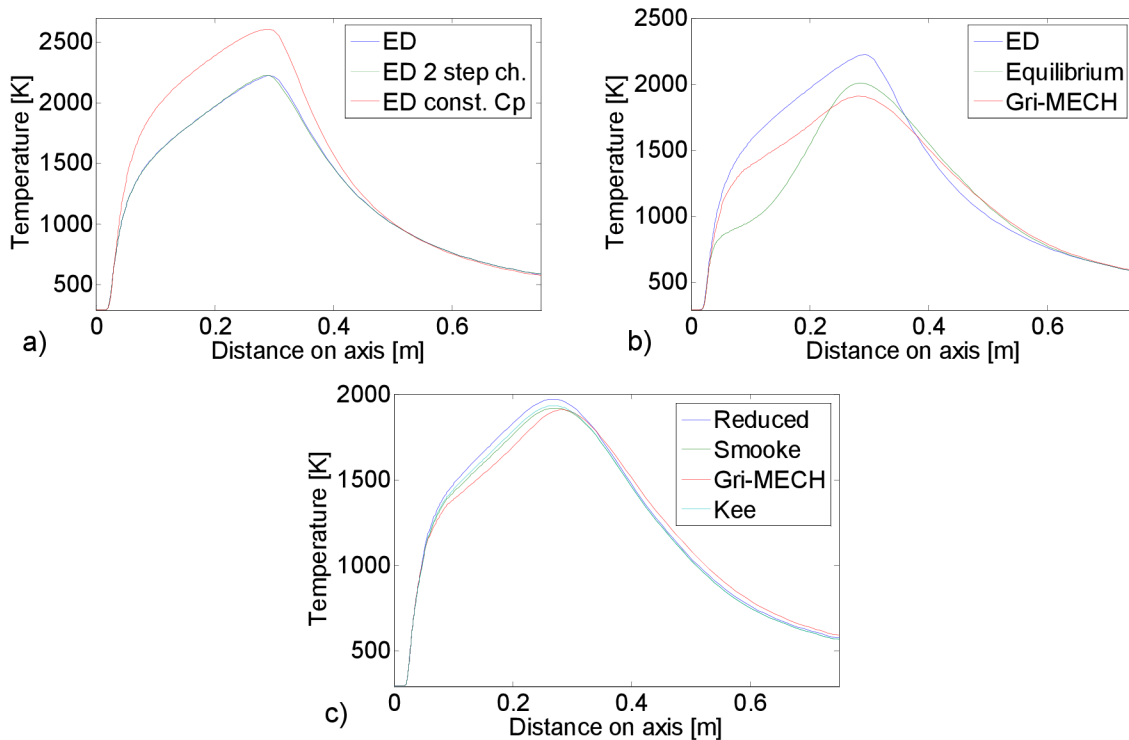 2500
2000
1500
1000
500
Temperature [K]
ED
ED 2 step ch.
ED const. Cp
0
0.2
0.4
0.6
Distance on axis [m]
a)
2500
2000
1500
1000
500
Temperature [K]
ED
Equilibrium
Gri-MECH
0
0.2
0.4
0.6
Distance on axis [m]
b)
2000
1500
1000
500
Temperature [K]
Reduced
Smooke
Gri-MECH
Kee
0
0.2
0.4
0.6
Distance on axis [m]
c)